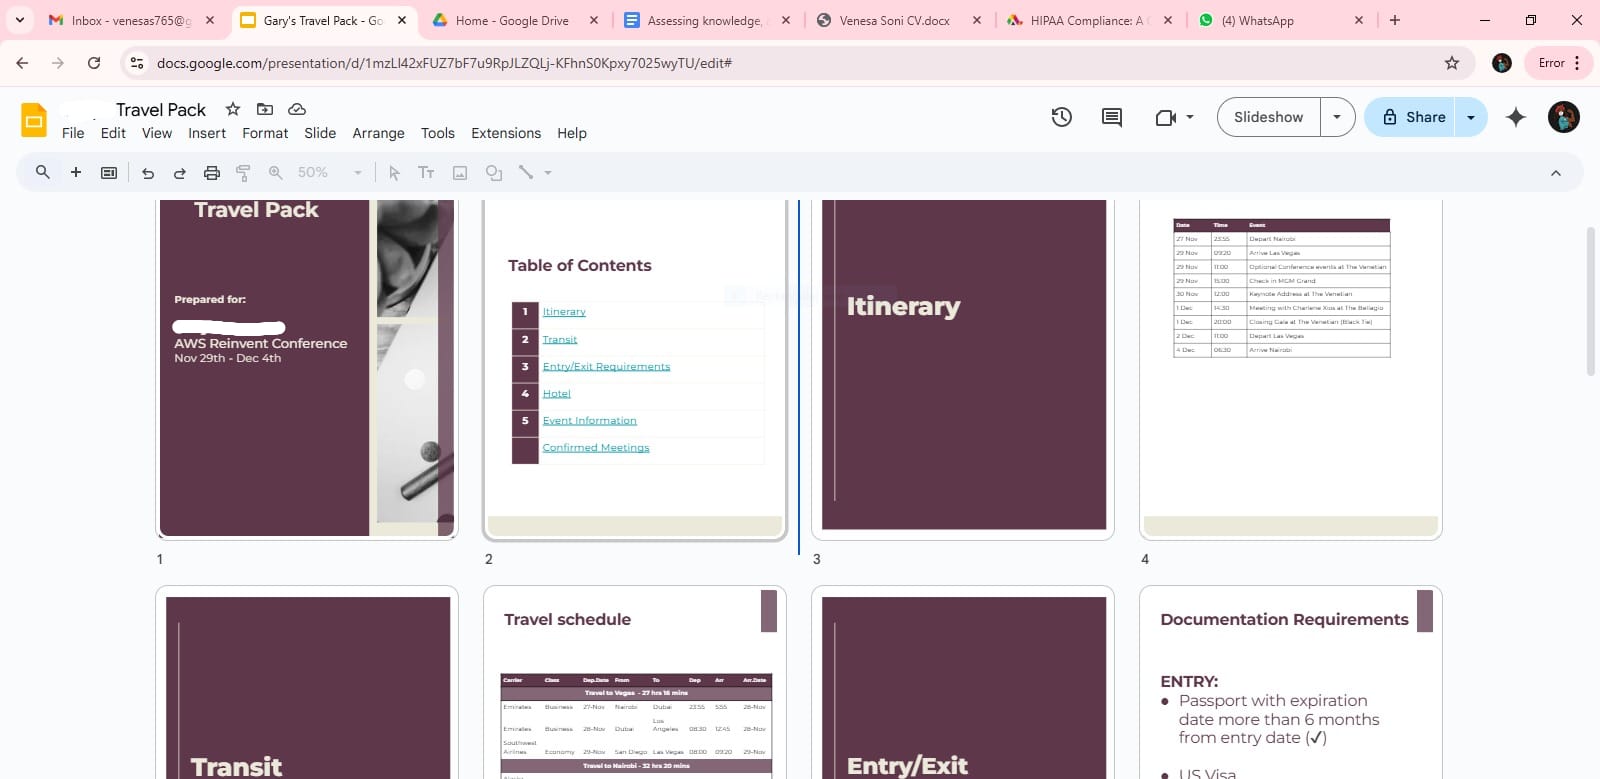 Inbox - venesas765@g
Gary's Travel Pack - Go
Home - Google Drive
Assessing knowledge,
Venesa Soni CV.docx
HIPAA Compliance: A C
(4) WhatsApp
docs.google.com/presentation/d/1mzLl42xFUZ7bF7u9RpJLZQLj-KFhnS0Kpxy7025wyTU/edit#
Error
Travel Pack
File Edit View Insert Format Slide Arrange Tools Extensions Help
Slideshow
Share
50%
Travel Pack
Prepared for:
AWS Reinvent Conference
Nov 29th - Dec 4th
1
Table of Contents
1 Itinerary
2 Transit
3 Entry/Exit Requirements
4 Hotel
5 Event Information
Confirmed Meetings
2
Itinerary
3
Date Time Event
27 Nov 23:55 Depart Nairobi
29 Nov 09:20 Arrive Las Vegas
29 Nov 11:00 Optional Conference events at The Venetian
29 Nov 15:00 Check in MGM Grand
30 Nov 12:00 Keynote Address at The Venetian
1 Dec 14:30 Meeting with Charlene Xos at The Bellagio
1 Dec 20:00 Closing Gala at The Venetian (Black Tie)
2 Dec 11:00 Depart Las Vegas
4 Dec 06:30 Arrive Nairobi
4
Transit
Travel schedule
Carrier Class Dep.Date From To Dep Arr Arr.Date
Travel to Vegas - 27 hrs 16 mins
Emirates Business 27-Nov Nairobi Dubai 23:55 5:55 28-Nov
Emirates Business 28-Nov Dubai Los Angeles 08:30 12:45 28-Nov
Southwest Airlines Economy 29-Nov San Diego Las Vegas 08:00 09:20 29-Nov
Travel to Nairobi - 32 hrs 20 mins
Entry/Exit
Documentation Requirements
ENTRY:
● Passport with expiration
date more than 6 months
from entry date (✓)
● US Visa